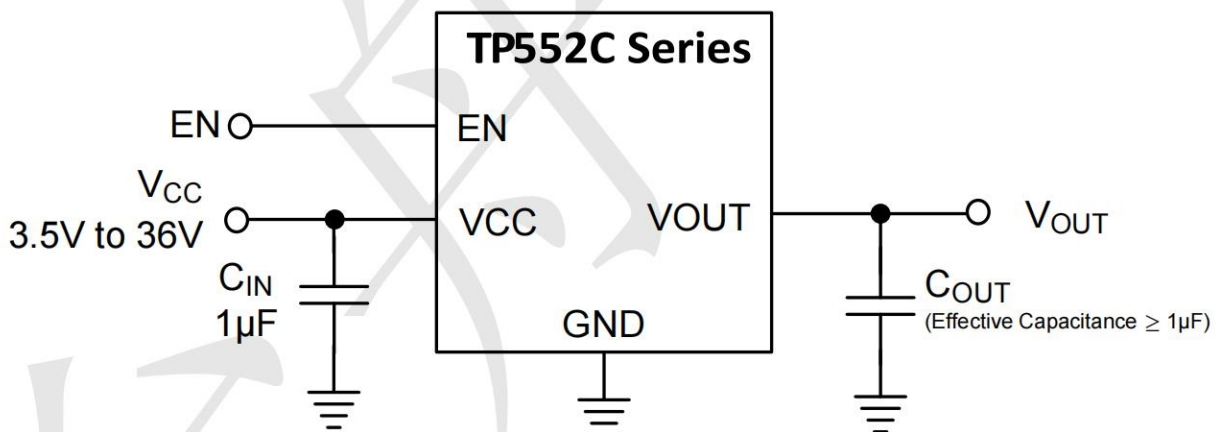 TP552C Series
EN
EN
VCC
3.5V to 36V
VCC
VOUT
VOUT
CIN
1µF
GND
COUT
(Effective Capacitance ≥ 1µF)